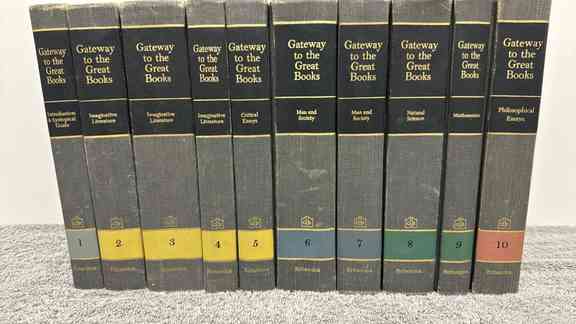 Gateway
to the
Great
Books
Introduction
& Syntopical
Guide
1
Britannica
Gateway
to the
Great
Books
Imaginative
Literature
2
Britannica
Gateway
to the
Great
Books
Imaginative
Literature
3
Britannica
Gateway
to the
Great
Books
Imaginative
Literature
4
Britannica
Gateway
to the
Great
Books
Critical
Essays
5
Britannica
Gateway
to the
Great
Books
Man and
Society
6
Britannica
Gateway
to the
Great
Books
Man and
Society
7
Britannica
Gateway
to the
Great
Books
Natural
Science
8
Britannica
Gateway
to the
Great
Books
Mathematics
9
Britannica
Gateway
to the
Great
Books
Philosophical
Essays
10
Britannica